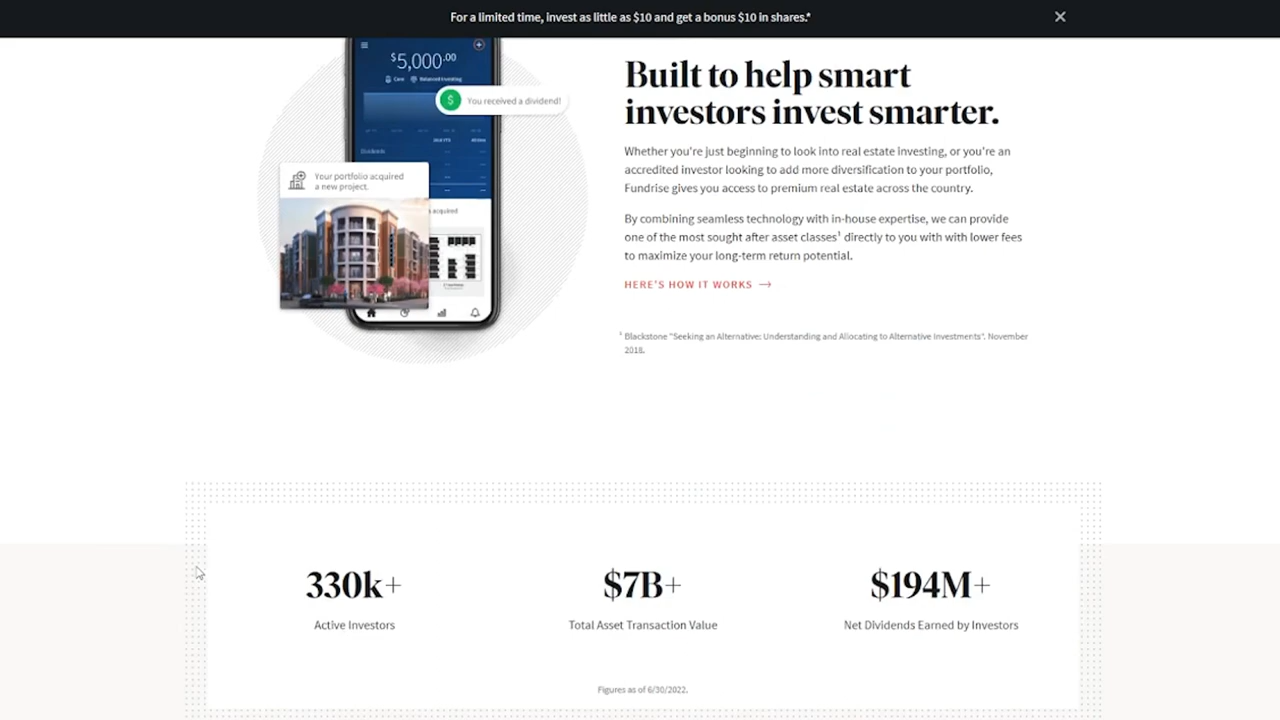 For a limited time, invest as little as $10 and get a bonus $10 in shares.*
$5,000.00
Core
Balanced Investing
You received a dividend!
Dividends
Your portfolio acquired
a new project.
acquired
Built to help smart
investors invest smarter.
Whether you're just beginning to look into real estate investing, or you're an
accredited investor looking to add more diversification to your portfolio,
Fundrise gives you access to premium real estate across the country.
By combining seamless technology with in-house expertise, we can provide
one of the most sought after asset classes¹ directly to you with with lower fees
to maximize your long-term return potential.
HERE'S HOW IT WORKS →
¹ Blackstone "Seeking an Alternative: Understanding and Allocating to Alternative Investments". November
2018.
330k+
Active Investors
$7B+
Total Asset Transaction Value
$194M+
Net Dividends Earned by Investors
Figures as of 6/30/2022.